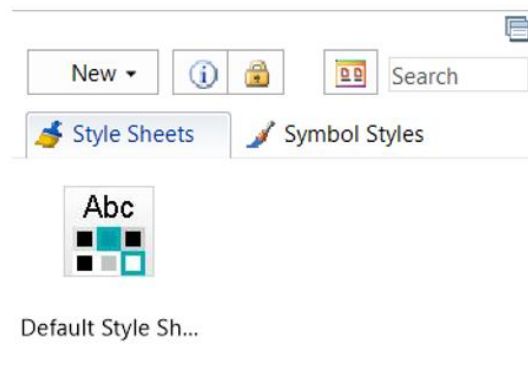 New
Search
Style Sheets
Symbol Styles
Abc
Default Style Sh...